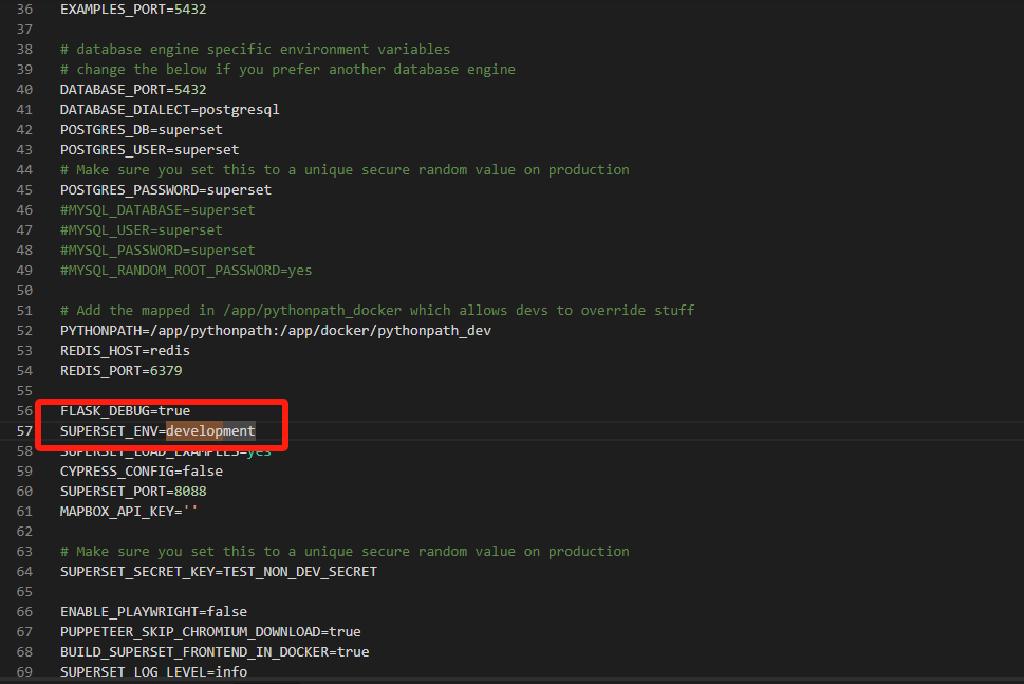 36 EXAMPLES_PORT=5432
37
38 # database engine specific environment variables
39 # change the below if you prefer another database engine
40 DATABASE_PORT=5432
41 DATABASE_DIALECT=postgresql
42 POSTGRES_DB=superset
43 POSTGRES_USER=superset
44 # Make sure you set this to a unique secure random value on production
45 POSTGRES_PASSWORD=superset
46 #MYSQL_DATABASE=superset
47 #MYSQL_USER=superset
48 #MYSQL_PASSWORD=superset
49 #MYSQL_RANDOM_ROOT_PASSWORD=yes
50
51 # Add the mapped in /app/pythonpath_docker which allows devs to override stuff
52 PYTHONPATH=/app/pythonpath:/app/docker/pythonpath_dev
53 REDIS_HOST=redis
54 REDIS_PORT=6379
55
56 FLASK_DEBUG=true
57 SUPERSET_ENV=development
58 SUPERSET_LOAD_EXAMPLES=yes
59 CYPRESS_CONFIG=false
60 SUPERSET_PORT=8088
61 MAPBOX_API_KEY=''
62
63 # Make sure you set this to a unique secure random value on production
64 SUPERSET_SECRET_KEY=TEST_NON_DEV_SECRET
65
66 ENABLE_PLAYWRIGHT=false
67 PUPPETEER_SKIP_CHROMIUM_DOWNLOAD=true
68 BUILD_SUPERSET_FRONTEND_IN_DOCKER=true
69 SUPERSET_LOG_LEVEL=info